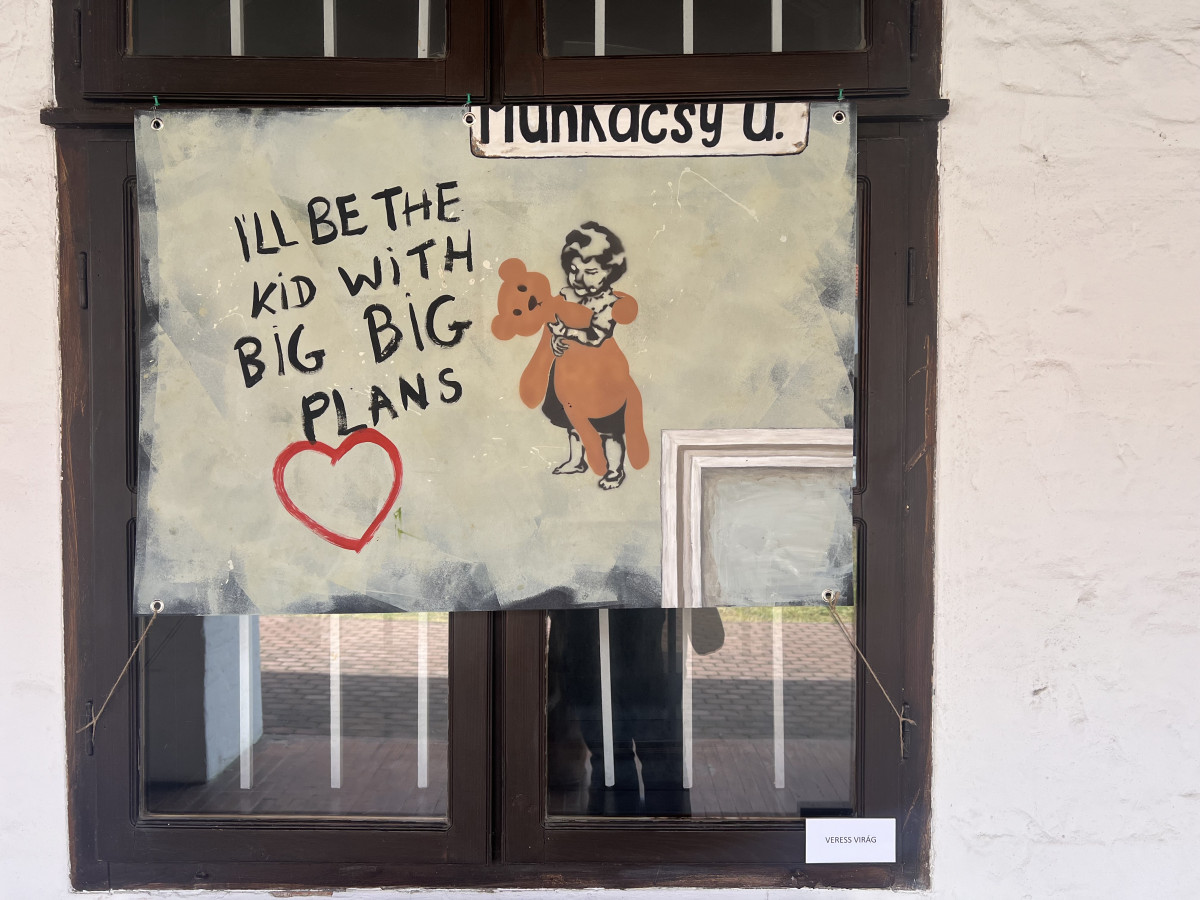 Munkácsy u.
I'LL BE THE
KiD WiTH
BiG BiG
PLANS
VERESS VIRÁG